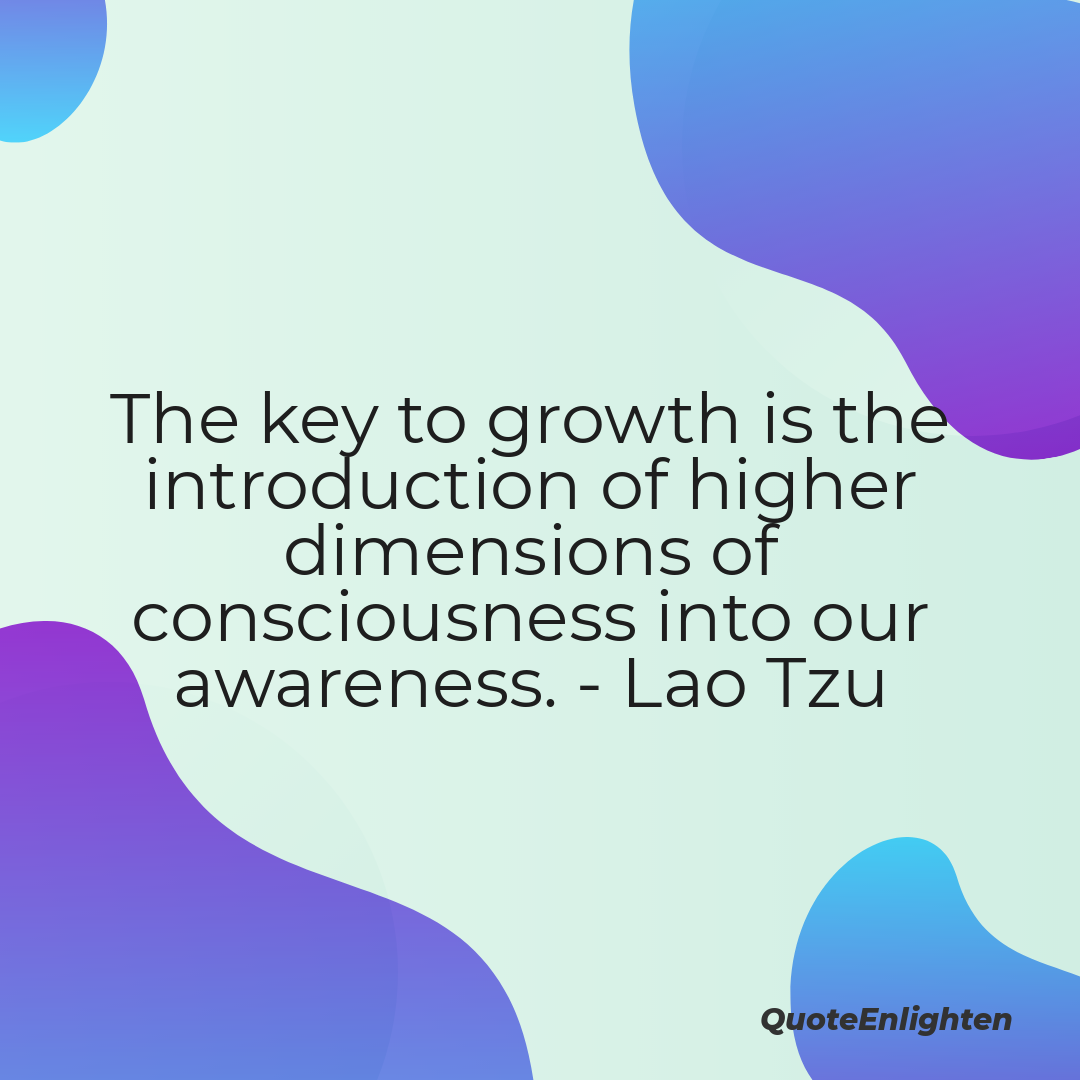 The key to growth is the
introduction of higher
dimensions of
consciousness into our
awareness. - Lao Tzu
QuoteEnlighten